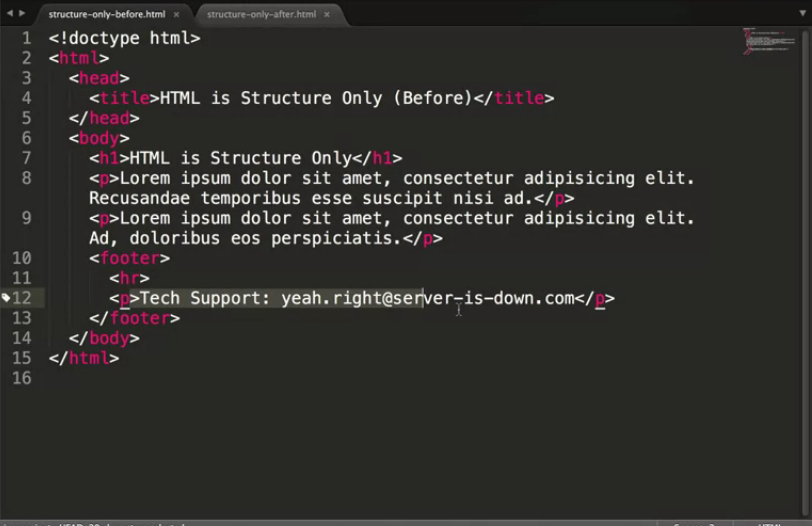 structure-only-before.html × structure-only-after.html ×
1 <!doctype html>
2 <html>
3 <head>
4 <title>HTML is Structure Only (Before)</title>
5 </head>
6 <body>
7 <h1>HTML is Structure Only</h1>
8 <p>Lorem ipsum dolor sit amet, consectetur adipisicing elit.
Recusandae temporibus esse suscipit nisi ad.</p>
9 <p>Lorem ipsum dolor sit amet, consectetur adipisicing elit.
Ad, doloribus eos perspiciatis.</p>
10 <footer>
11 <hr>
12 <p>Tech Support: yeah.right@server-is-down.com</p>
13 </footer>
14 </body>
15 </html>
16